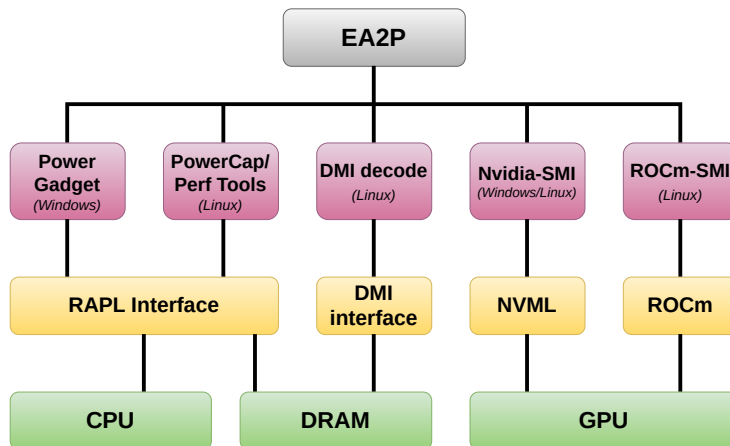 EA2P
Power
Gadget
(Windows)
PowerCap/
Perf Tools
(Linux)
DMI decode
(Linux)
Nvidia-SMI
(Windows/Linux)
ROCm-SMI
(Linux)
RAPL Interface
DMI
interface
NVML
ROCm
CPU
DRAM
GPU